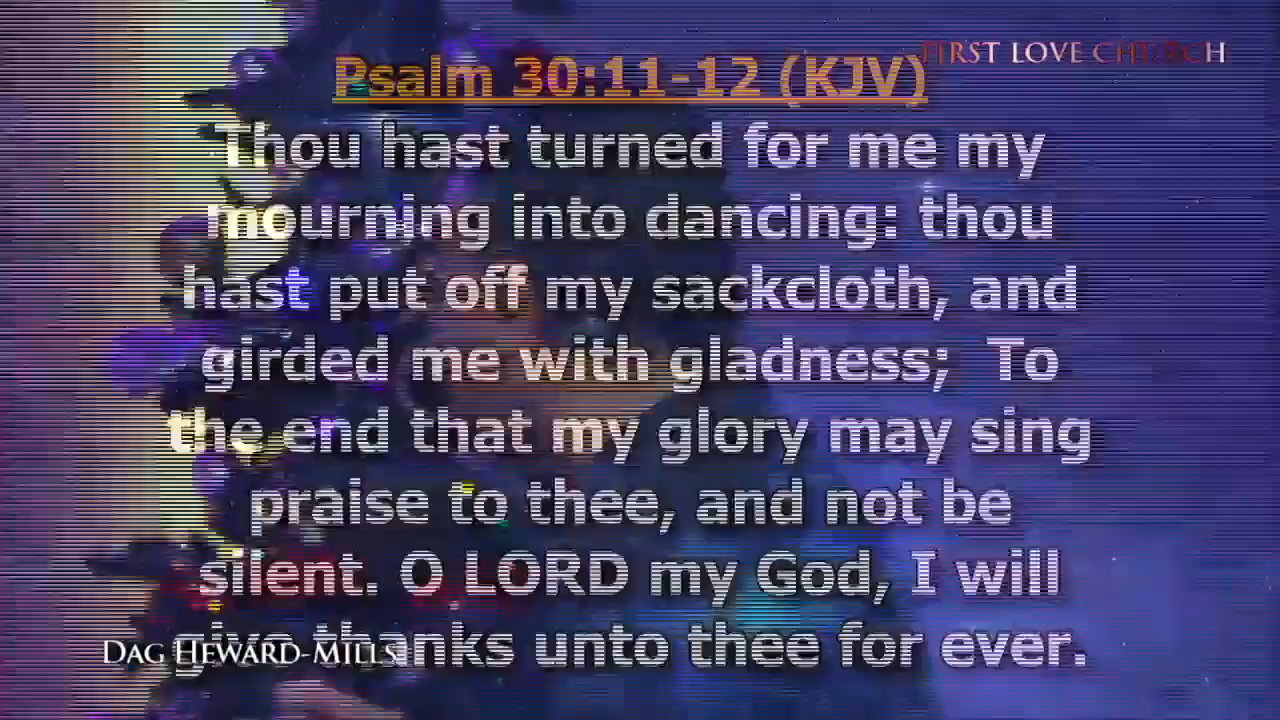 FIRST LOVE CHURCH
Psalm 30:11-12 (KJV)
Thou hast turned for me my
mourning into dancing: thou
hast put off my sackcloth, and
girded me with gladness;  To
the end that my glory may sing
praise to thee, and not be
silent. O LORD my God, I will
give thanks unto thee for ever.
DAG HEWARD-MILLS